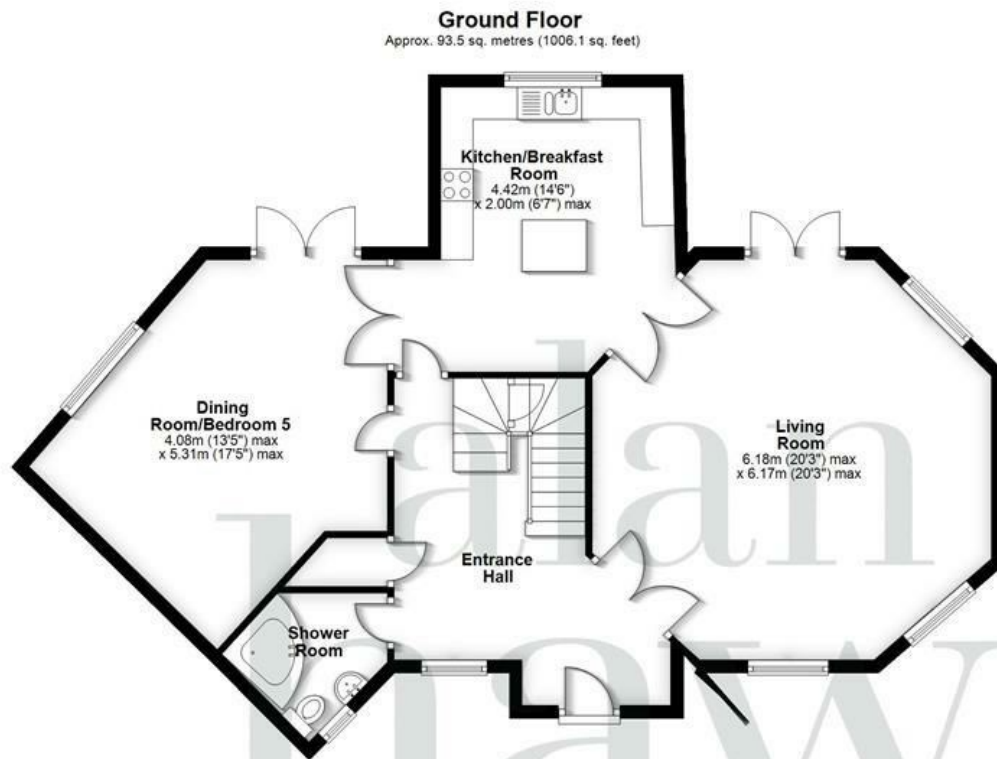 Ground Floor
Approx. 93.5 sq. metres (1006.1 sq. feet)
Kitchen/Breakfast
Room
4.42m (14'6")
x 2.00m (6'7") max
Dining
Room/Bedroom 5
4.08m (13'5") max
x 5.31m (17'5") max
Living
Room
6.18m (20'3") max
x 6.17m (20'3") max
Entrance
Hall
Shower
Room
alan
haw